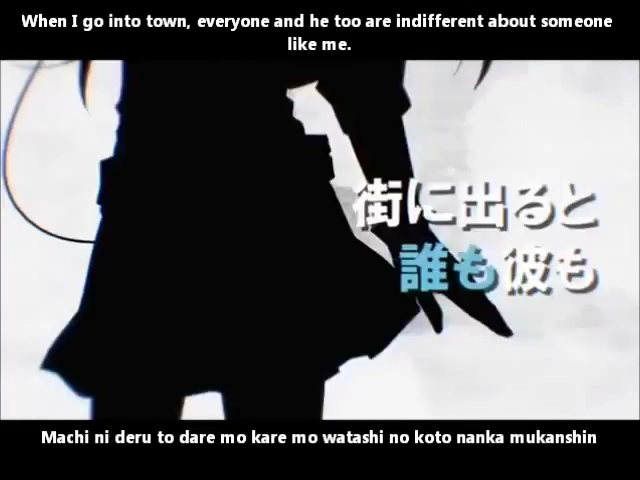 When I go into town, everyone and he too are indifferent about someone
like me.
街に出ると
誰も彼も
Machi ni deru to dare mo kare mo watashi no koto nanka mukanshin